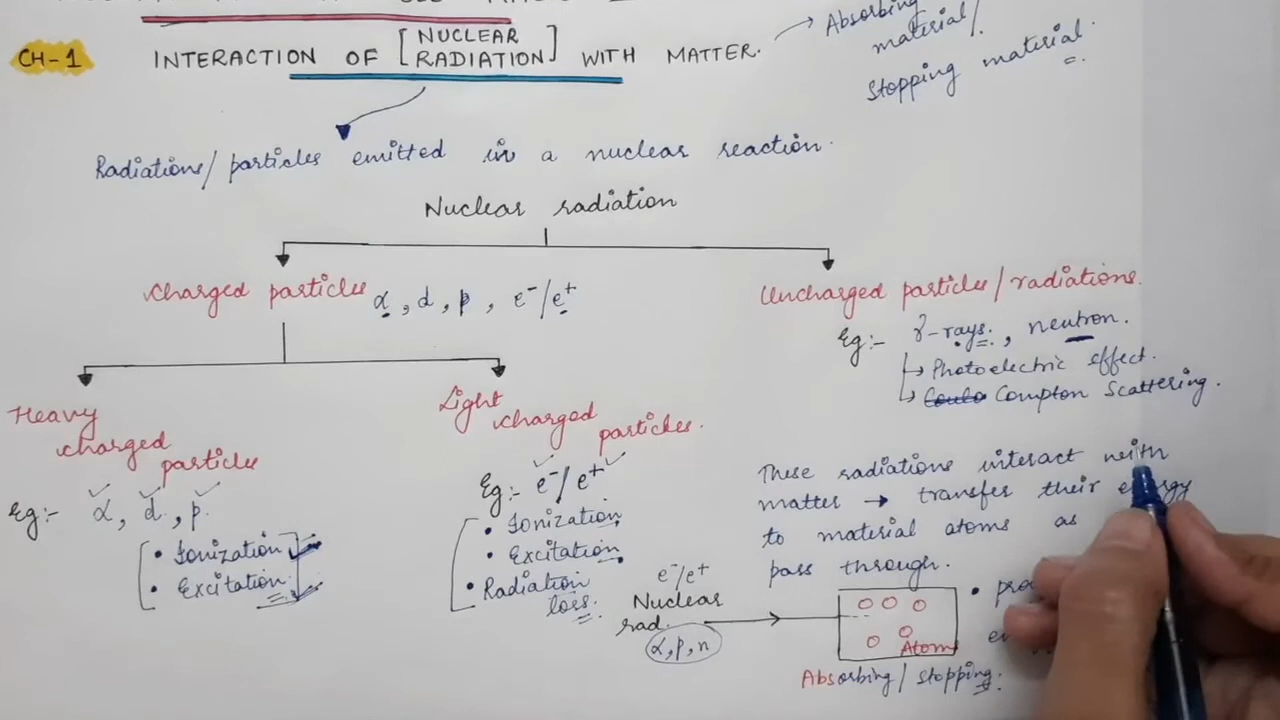 CH-1
INTERACTION OF [NUCLEAR RADIATION] WITH MATTER.
→ Absorbing
material/
Stopping material.
Radiations/particles emitted in a nuclear reaction.
Nuclear radiation
Charged particles α, d, p, e⁻/e⁺
Uncharged particles/radiations.
Eg:- γ-rays., neutron.
→ Photoelectric effect.
→ Compton Scattering.
Heavy
charged
particle
Eg:- α, d, p.
• Ionization
• Excitation.
Light
charged
particles.
Eg:- e⁻/e⁺
• Ionization
• Excitation
• Radiation
loss.
These radiations interact with
matter → transfer their energy
to material atoms as
pass through.
e⁻/e⁺
Nuclear
rad.
α, p, n
Atoms
Absorbing/stopping.